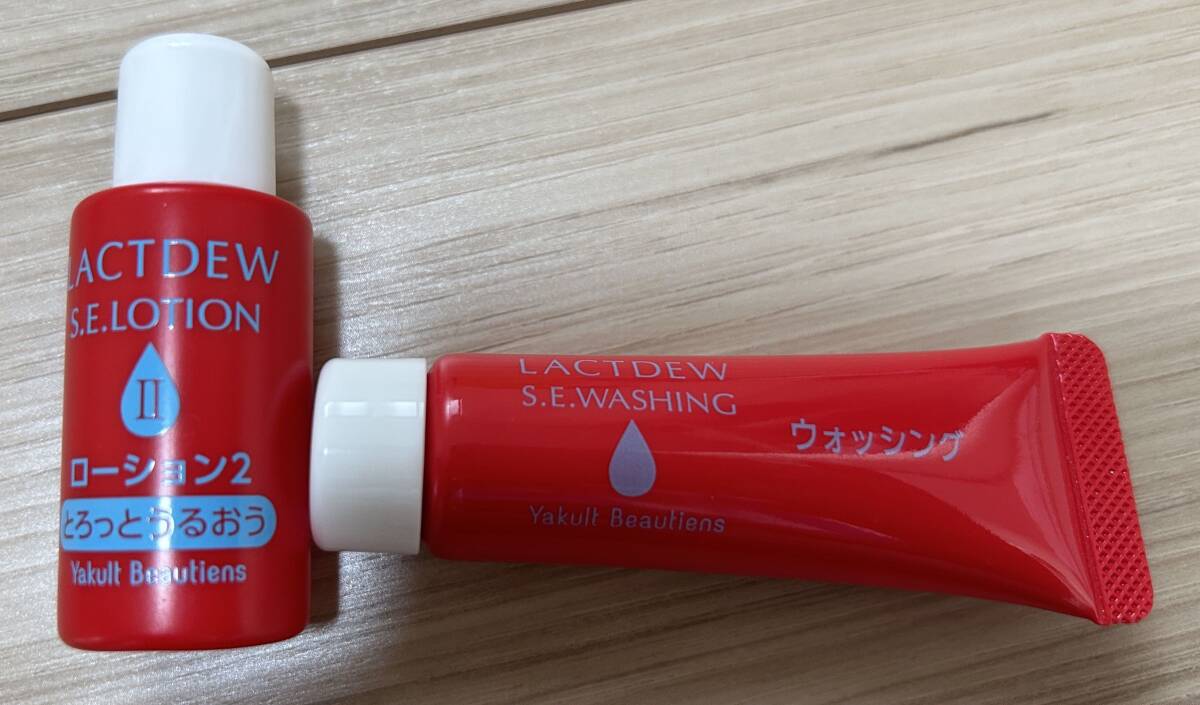 LACTDEW
S.E.LOTION
II
ローション2
とろっとうるおう
Yakult Beautiens
LACTDEW
S.E.WASHING
ウォッシング
Yakult Beautiens